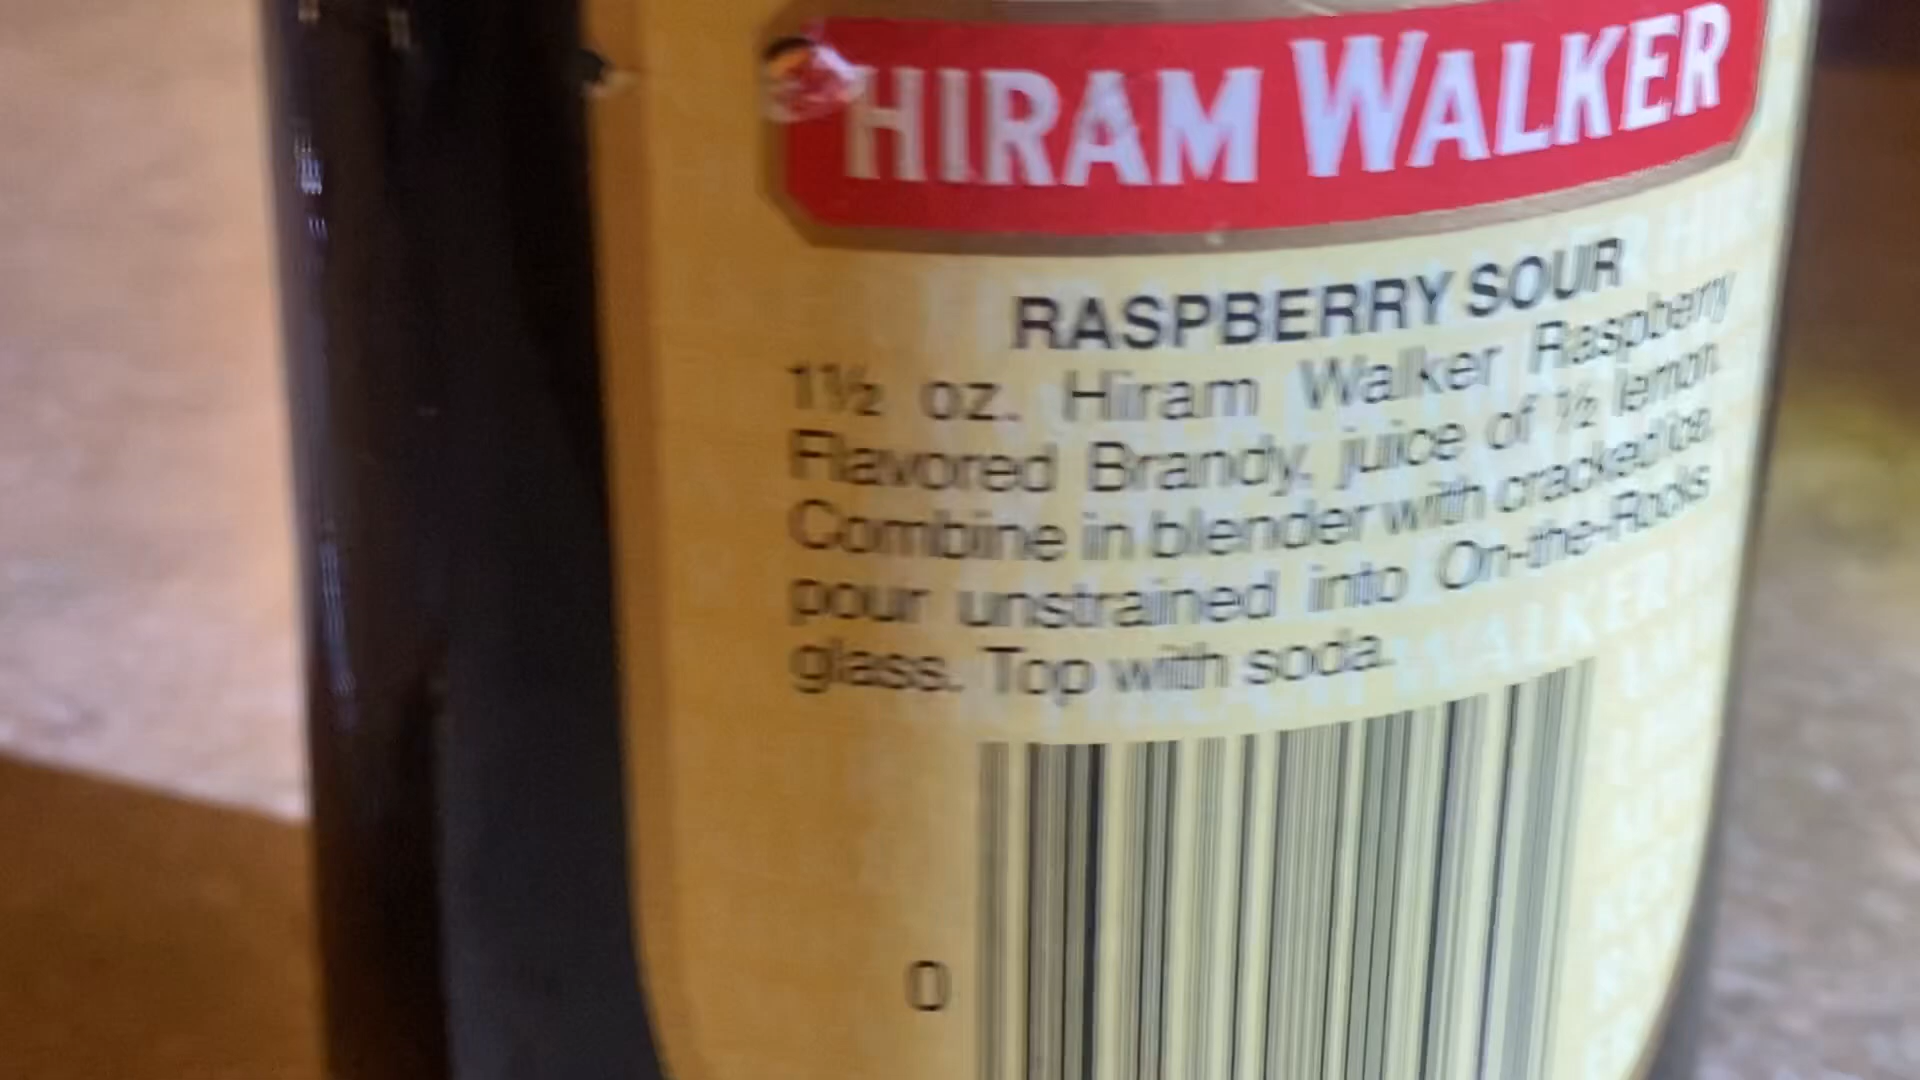 HIRAM WALKER
RASPBERRY SOUR
1½ oz. Hiram Walker Raspberry
Flavored Brandy, juice of ½ lemon.
Combine in blender with cracked ice,
pour unstrained into On-the-Rocks
glass. Top with soda.
0